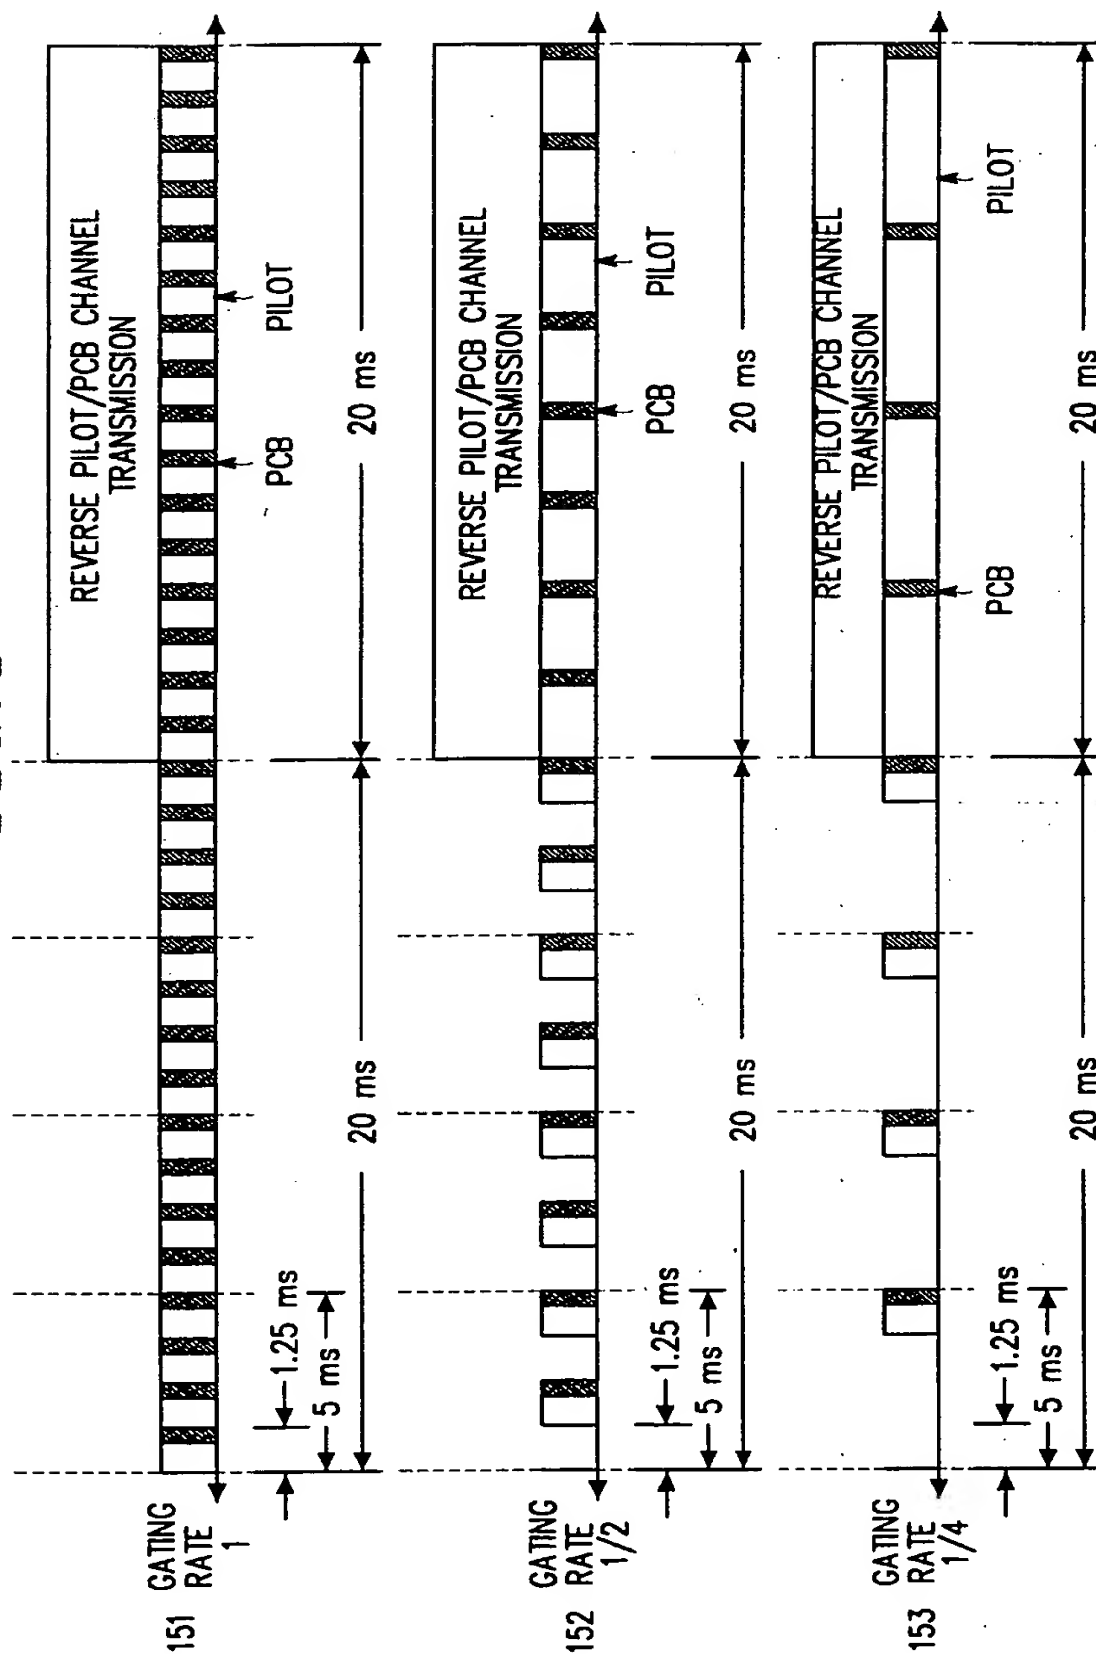 151 GATING
RATE
1
1.25 ms
5 ms
20 ms
REVERSE PILOT/PCB CHANNEL
TRANSMISSION
PCB
PILOT
20 ms
152 GATING
RATE
1/2
1.25 ms
5 ms
20 ms
REVERSE PILOT/PCB CHANNEL
TRANSMISSION
PCB
PILOT
20 ms
153 GATING
RATE
1/4
1.25 ms
5 ms
20 ms
REVERSE PILOT/PCB CHANNEL
TRANSMISSION
PCB
PILOT
20 ms